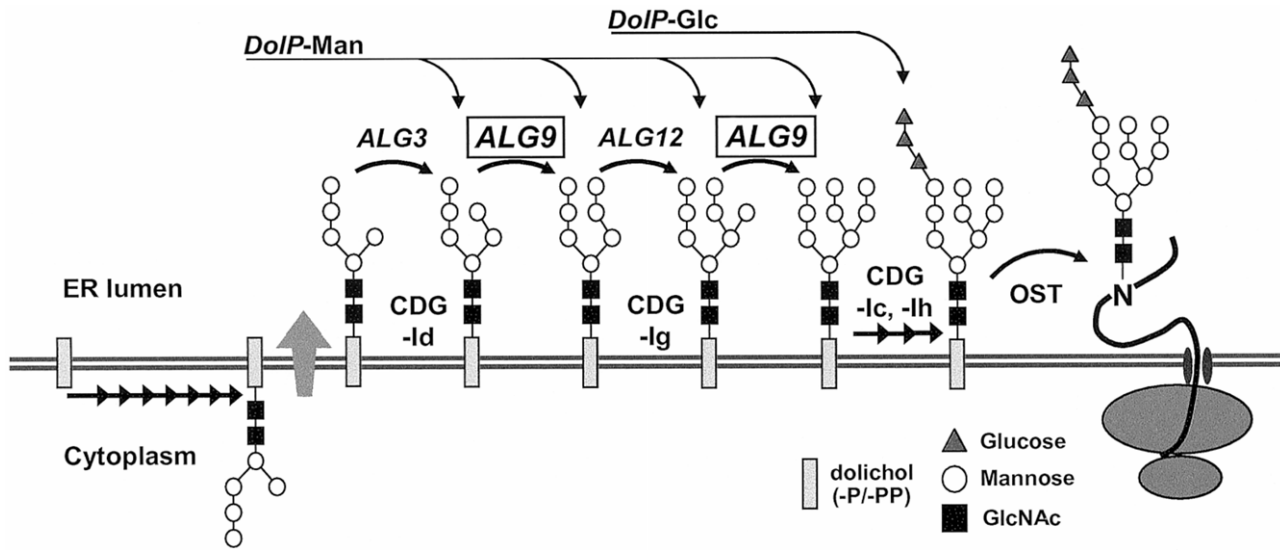 DolP-Glc
DolP-Man
ALG3
ALG9
ALG12
ALG9
ER lumen
CDG
-Id
CDG
-Ig
CDG
-Ic, -Ih
OST
N
Cytoplasm
dolichol
(-P/-PP)
Glucose
Mannose
GlcNAc